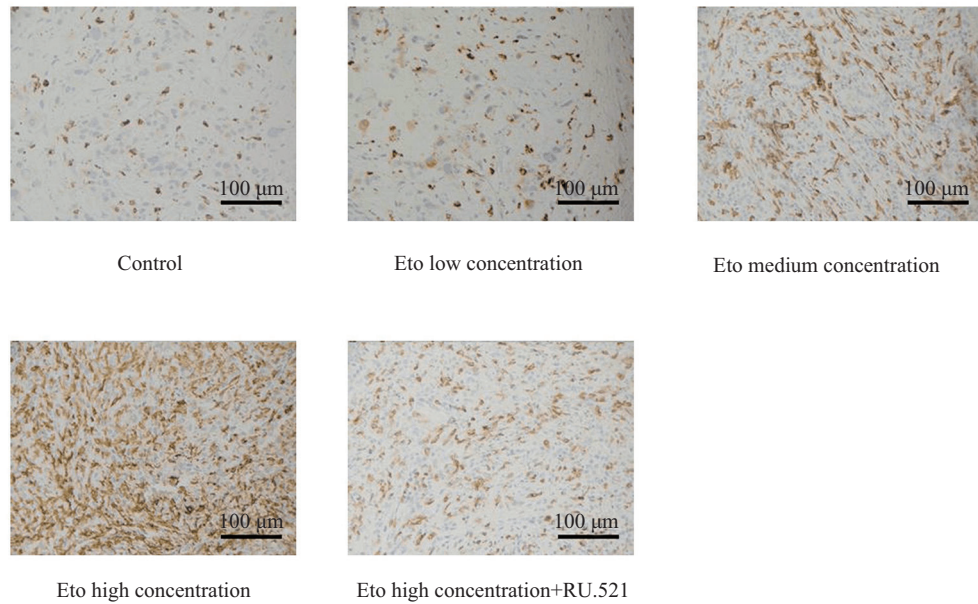 100 μm
100 μm
100 μm
Control
Eto low concentration
Eto medium concentration
100 μm
100 μm
Eto high concentration
Eto high concentration+RU.521